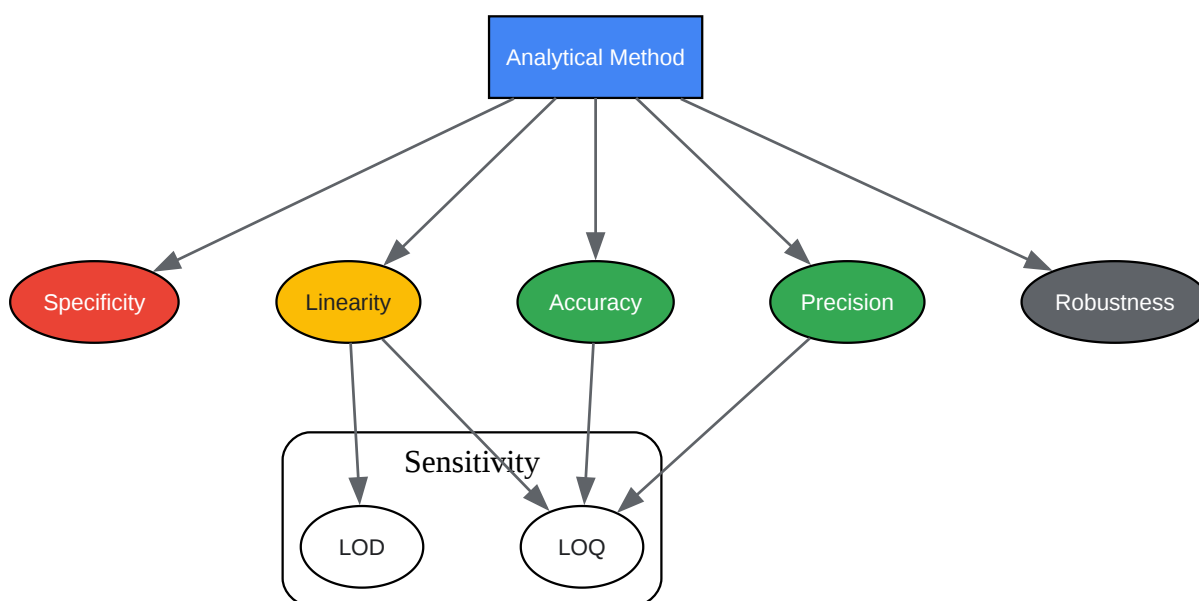 Analytical Method
Specificity
Linearity
Accuracy
Precision
Robustness
Sensitivity
LOD
LOQ